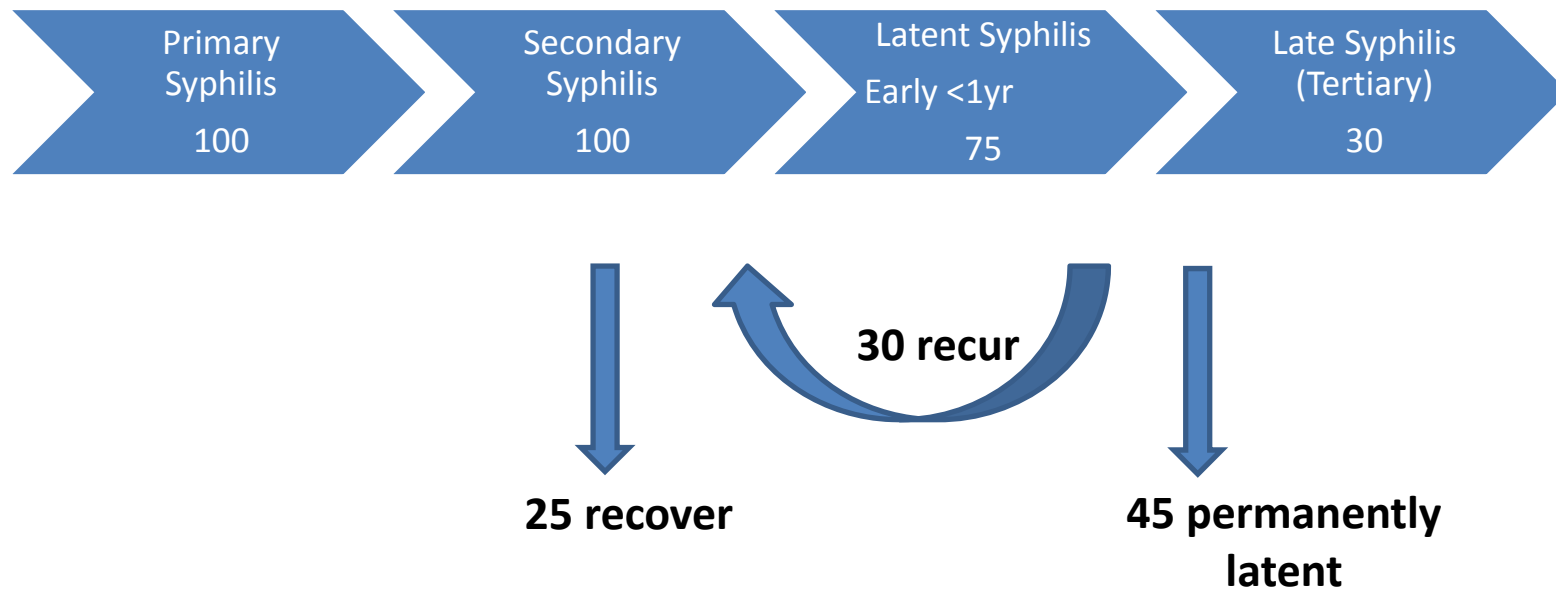 Primary
Syphilis
100
Secondary
Syphilis
100
Latent Syphilis
Early <1yr
75
Late Syphilis
(Tertiary)
30
30 recur
25 recover
45 permanently
latent